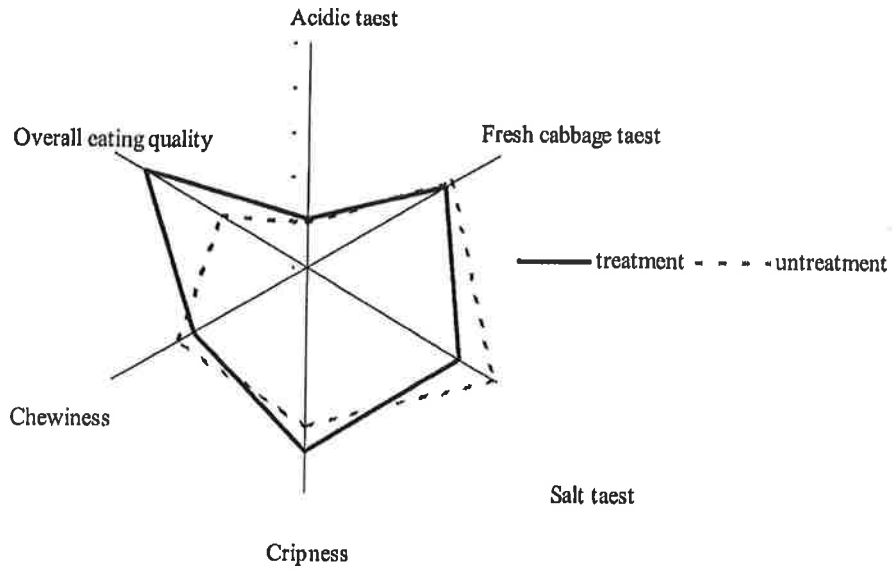 Acidic taest
Overall eating quality
Fresh cabbage taest
treatment
untreatment
Chewiness
Salt taest
Cripness